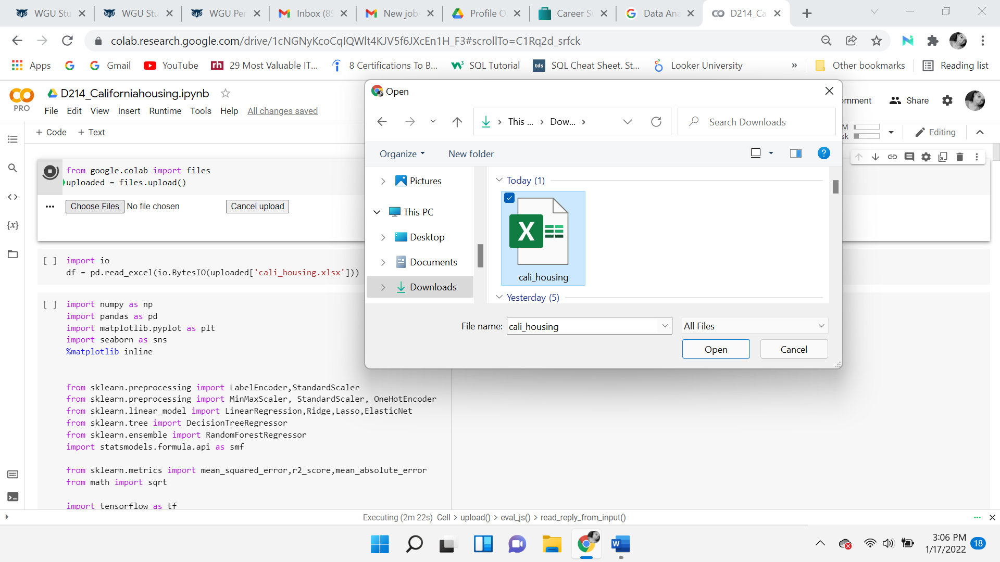 WGU Stu
WGU Stu
WGU Per
Inbox (89
New jobs
Profile O
Career Su
Data Ana
D214_Ca
colab.research.google.com/drive/1cNGNyKcoCqIQWlt4KJV5f6JXcEn1H_F3#scrollTo=C1Rq2d_srfck
Apps
Gmail
YouTube
rh
29 Most Valuable IT...
8 Certifications To B...
SQL Tutorial
tds
SQL Cheat Sheet. St...
Looker University
»
Other bookmarks
Reading list
PRO
D214_Californiahousing.ipynb
File Edit View Insert Runtime Tools Help All changes saved
omment
Share
+ Code + Text
M
sk
Editing
from google.colab import files
uploaded = files.upload()
Choose Files No file chosen Cancel upload
[ ] import io
df = pd.read_excel(io.BytesIO(uploaded['cali_housing.xlsx']))
[ ] import numpy as np
import pandas as pd
import matplotlib.pyplot as plt
import seaborn as sns
%matplotlib inline
from sklearn.preprocessing import LabelEncoder,StandardScaler
from sklearn.preprocessing import MinMaxScaler, StandardScaler, OneHotEncoder
from sklearn.linear_model import LinearRegression,Ridge,Lasso,ElasticNet
from sklearn.tree import DecisionTreeRegressor
from sklearn.ensemble import RandomForestRegressor
import statsmodels.formula.api as smf
from sklearn.metrics import mean_squared_error,r2_score,mean_absolute_error
from math import sqrt
import tensorflow as tf
Open
This ... > Dow... >
Search Downloads
Organize
New folder
?
Pictures
This PC
Desktop
Documents
Downloads
Today (1)
X
cali_housing
Yesterday (5)
File name: cali_housing
All Files
Open
Cancel
Executing (2m 22s) Cell > upload() > eval_js() > read_reply_from_input()
W
3:06 PM
1/17/2022
18